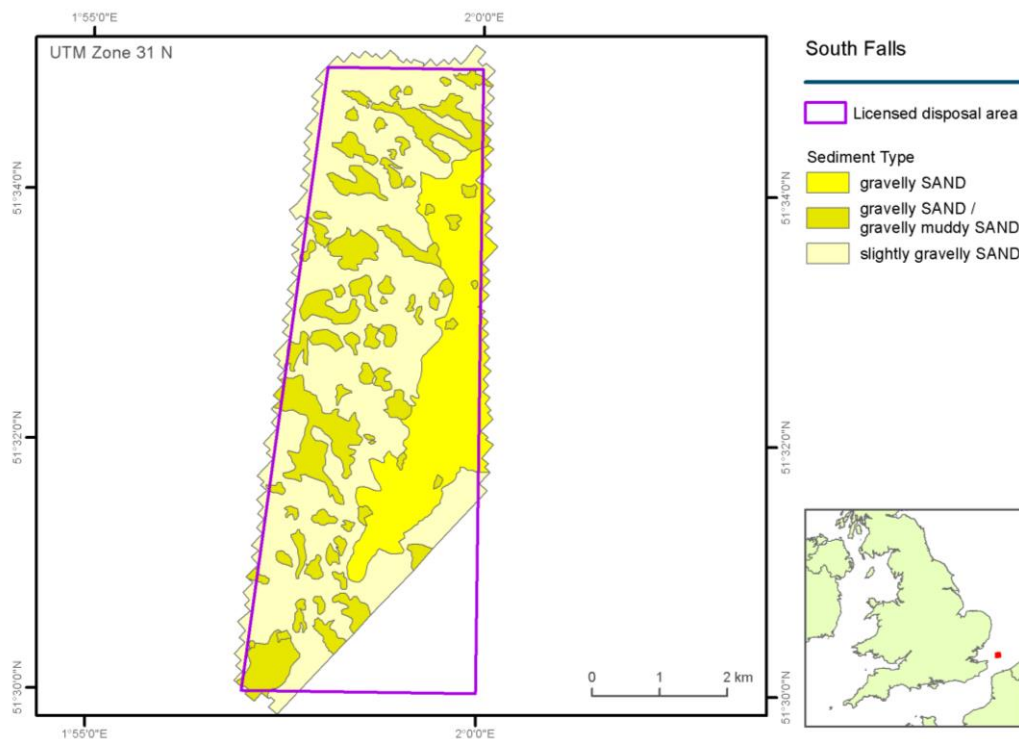 1°55'0"E
2°0'0"E
UTM Zone 31 N
South Falls
Licensed disposal area
Sediment Type
gravelly SAND
gravelly SAND /
gravelly muddy SAND
slightly gravelly SAND
51°34'0"N
51°34'0"N
51°32'0"N
51°32'0"N
51°30'0"N
51°30'0"N
0 1 2 km
1°55'0"E
2°0'0"E